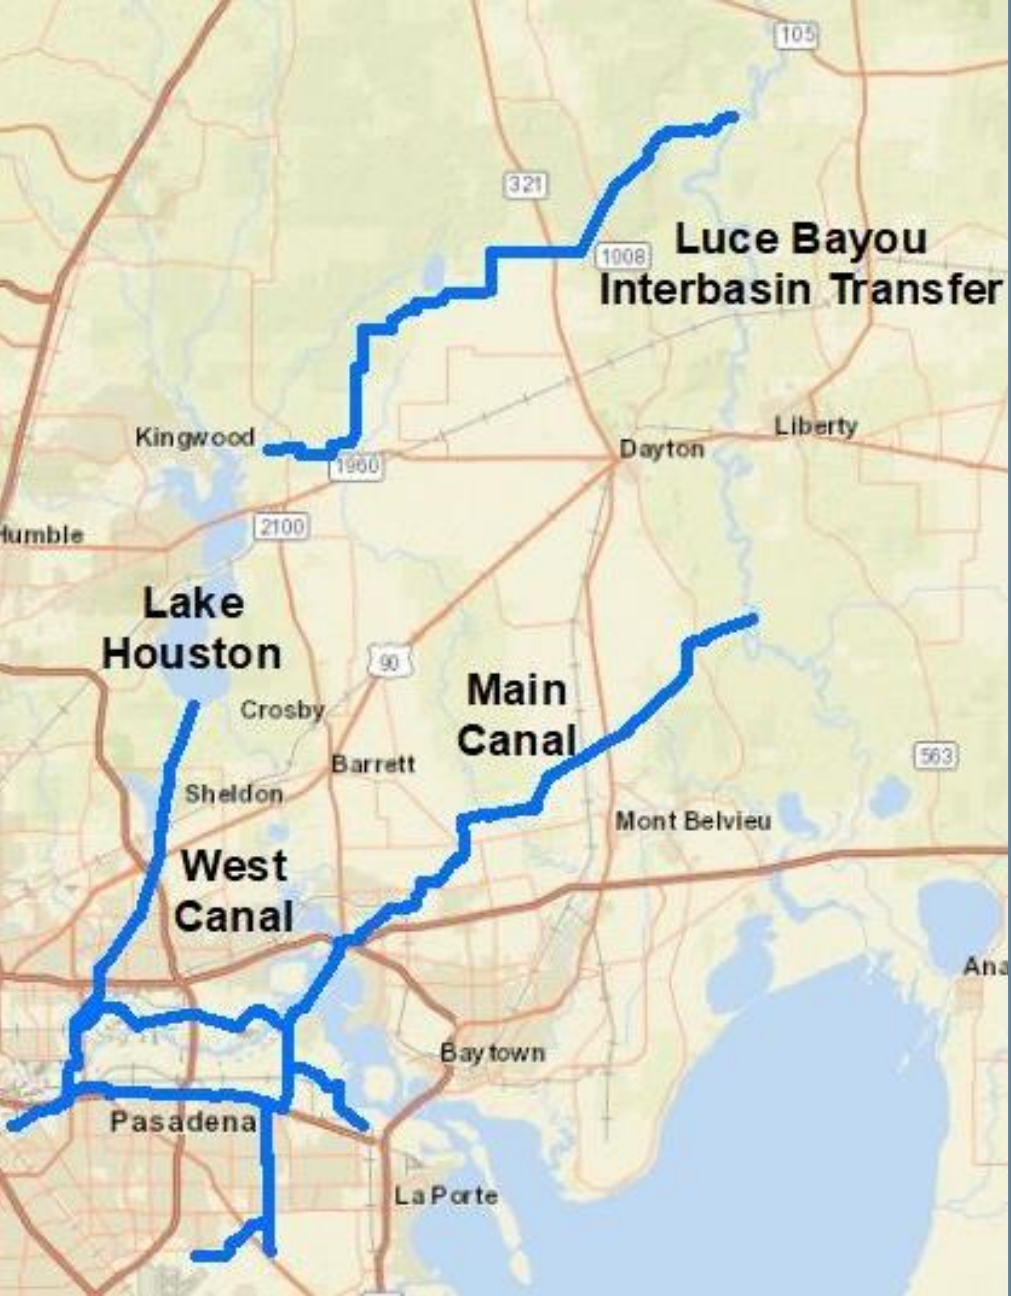 105
321
Luce Bayou
1008
Interbasin Transfer
Liberty
Kingwood
Dayton
1960
2100
Humble
Lake
Houston
90
Main
Canal
Crosby
563
Barrett
Sheldon
Mont Belvieu
West
Canal
Ana
Baytown
Pasadena
La Porte